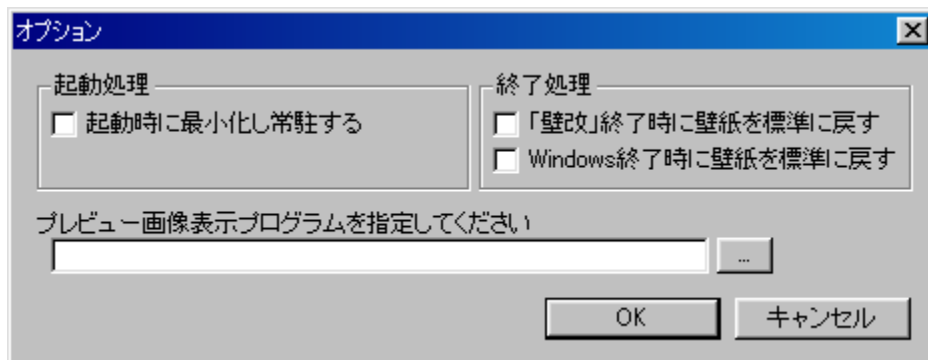 オプション
起動処理
起動時に最小化し常駐する
終了処理
「壁改」終了時に壁紙を標準に戻す
Windows終了時に壁紙を標準に戻す
プレビュー画像表示プログラムを指定してください
...
OK
キャンセル